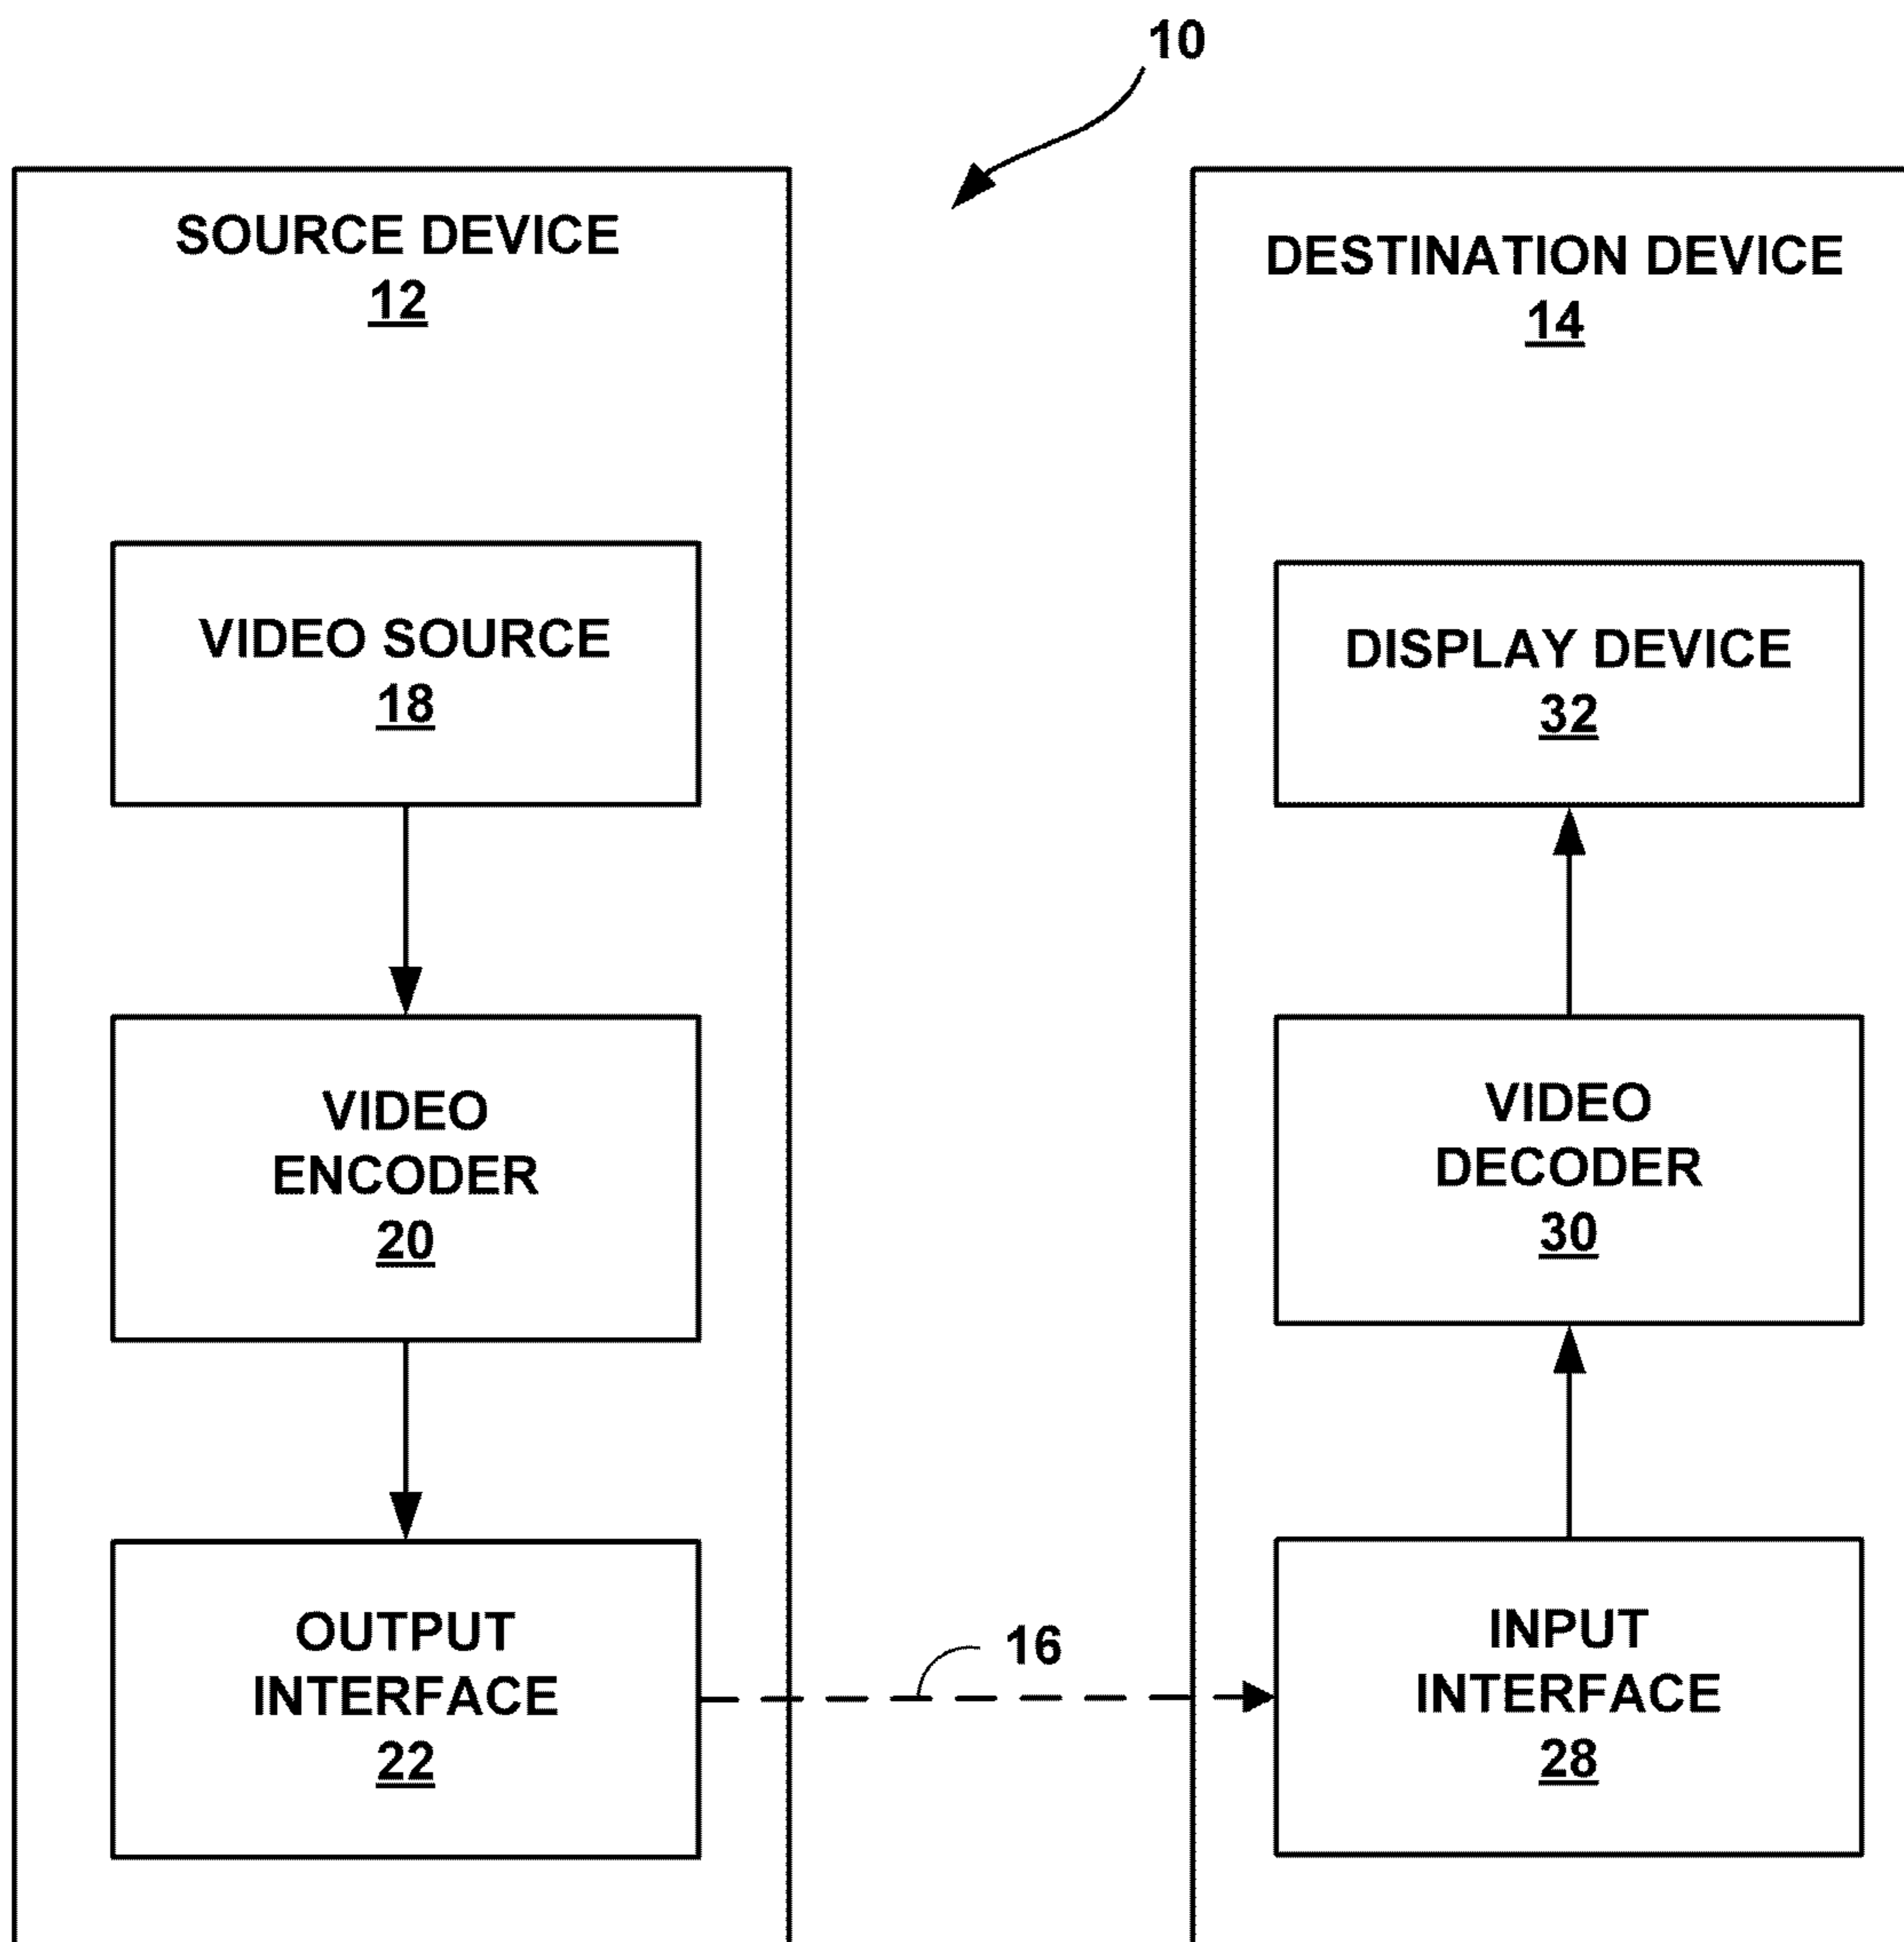 10
SOURCE DEVICE
12
VIDEO SOURCE
18
VIDEO
ENCODER
20
OUTPUT
INTERFACE
22
16
DESTINATION DEVICE
14
DISPLAY DEVICE
32
VIDEO
DECODER
30
INPUT
INTERFACE
28